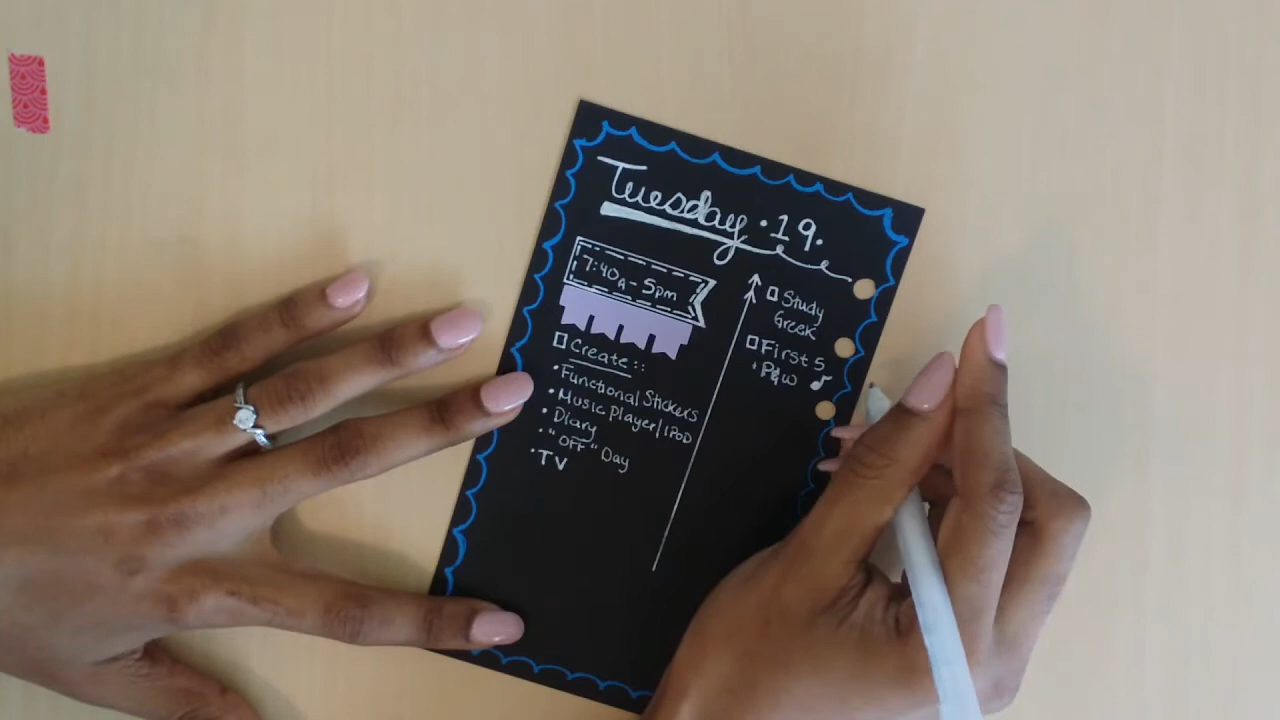 Tuesday · 19 ·
7:40A - 5pm
Create ::
• Functional Stickers
• Music Player/iPOD
• Diary
• "OFF" Day
• TV
Study
Greek
First 5
• P&W